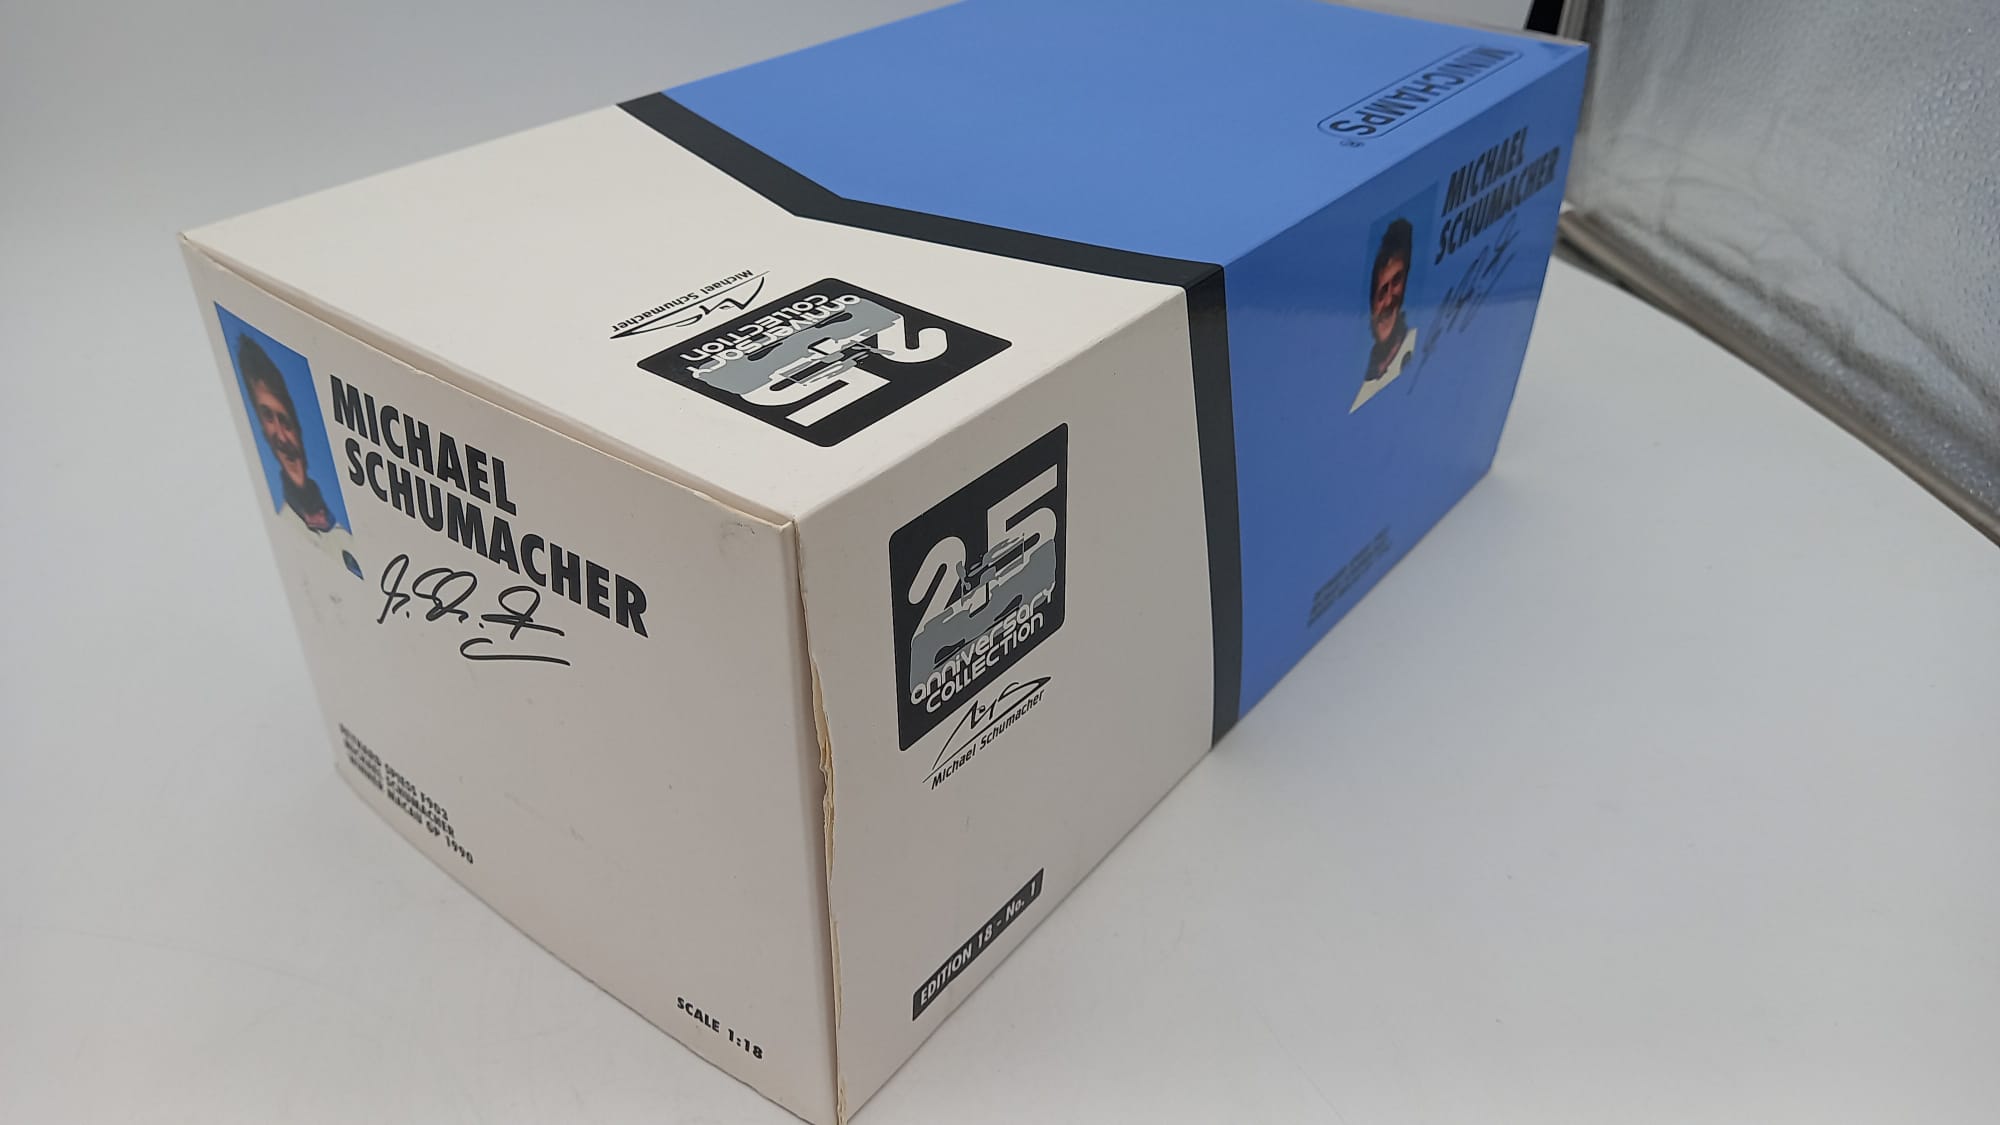 MINICHAMPS®
MICHAEL
SCHUMACHER
Michael Schumacher
25
anniversary
COLLECTION
MICHAEL
SCHUMACHER
REYNARD SPIESS F903
MICHAEL SCHUMACHER
WINNER MACAU GP 1990
SCALE 1:18
25
anniversary
COLLECTION
Michael Schumacher
EDITION 18 - No. 1